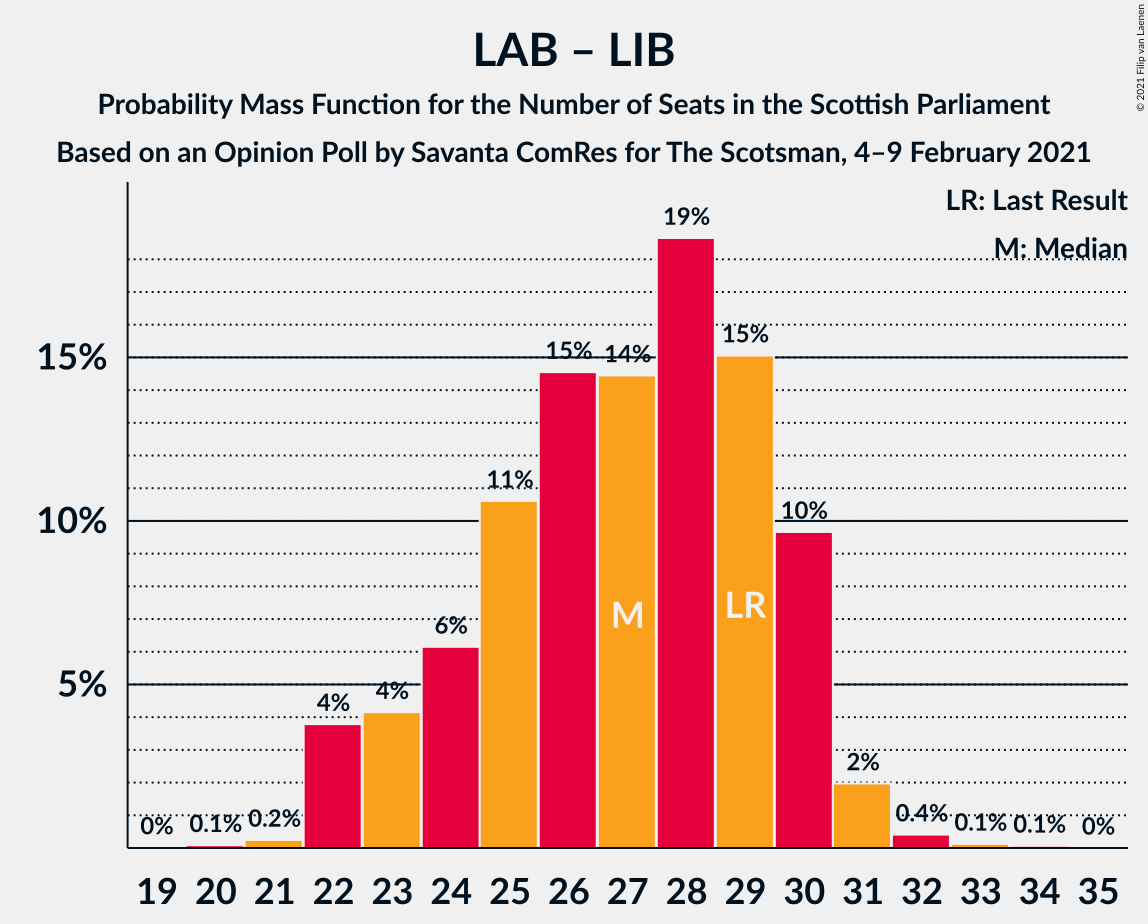 LAB – LIB
Probability Mass Function for the Number of Seats in the Scottish Parliament
Based on an Opinion Poll by Savanta ComRes for The Scotsman, 4–9 February 2021
© 2021 Filip van Laenen
LR: Last Result
M: Median
19%
15%
15%
15%
14%
11%
10%
10%
M
LR
6%
5%
4%
4%
2%
0%
0.1%
0.2%
0.4%
0.1%
0.1%
0%
19 20 21 22 23 24 25 26 27 28 29 30 31 32 33 34 35